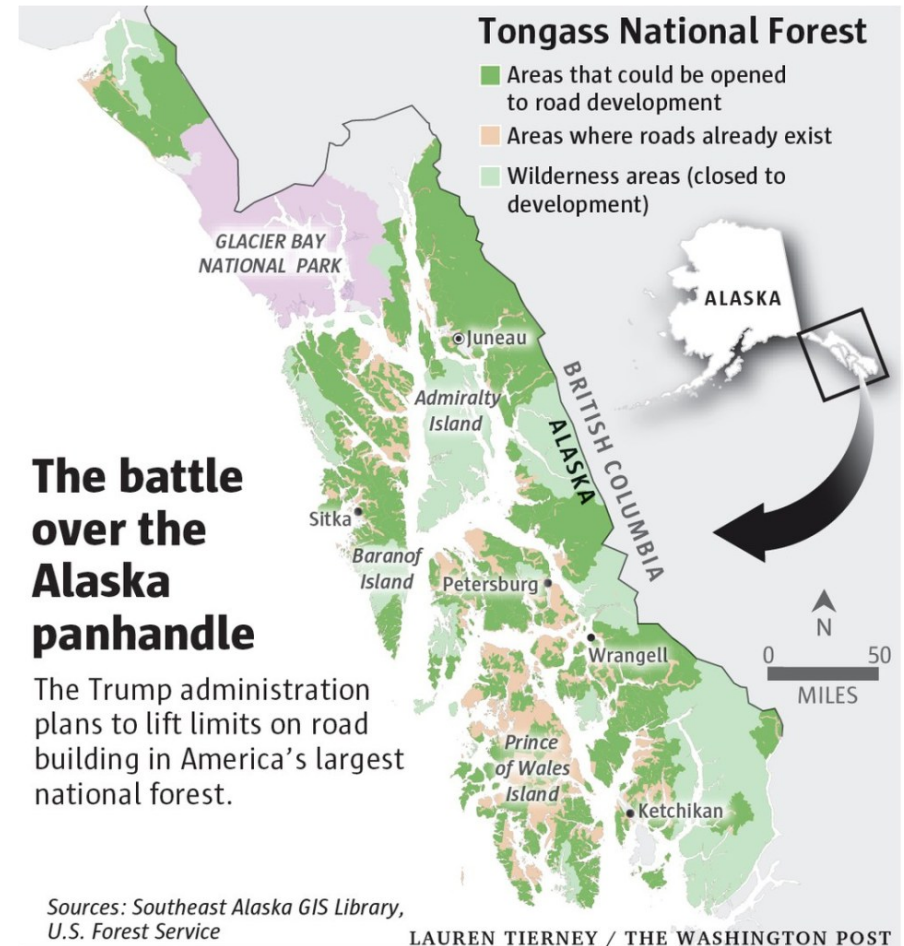 Tongass National Forest
Areas that could be opened
to road development
Areas where roads already exist
Wilderness areas (closed to
development)
GLACIER BAY
NATIONAL PARK
ALASKA
Juneau
Admiralty
Island
BRITISH COLUMBIA
ALASKA
The battle
over the
Alaska
panhandle
The Trump administration
plans to lift limits on road
building in America's largest
national forest.
Sitka
Baranof
Island
Petersburg
Wrangell
N
0 50
MILES
Prince
of Wales
Island
Ketchikan
Sources: Southeast Alaska GIS Library,
U.S. Forest Service
LAUREN TIERNEY / THE WASHINGTON POST